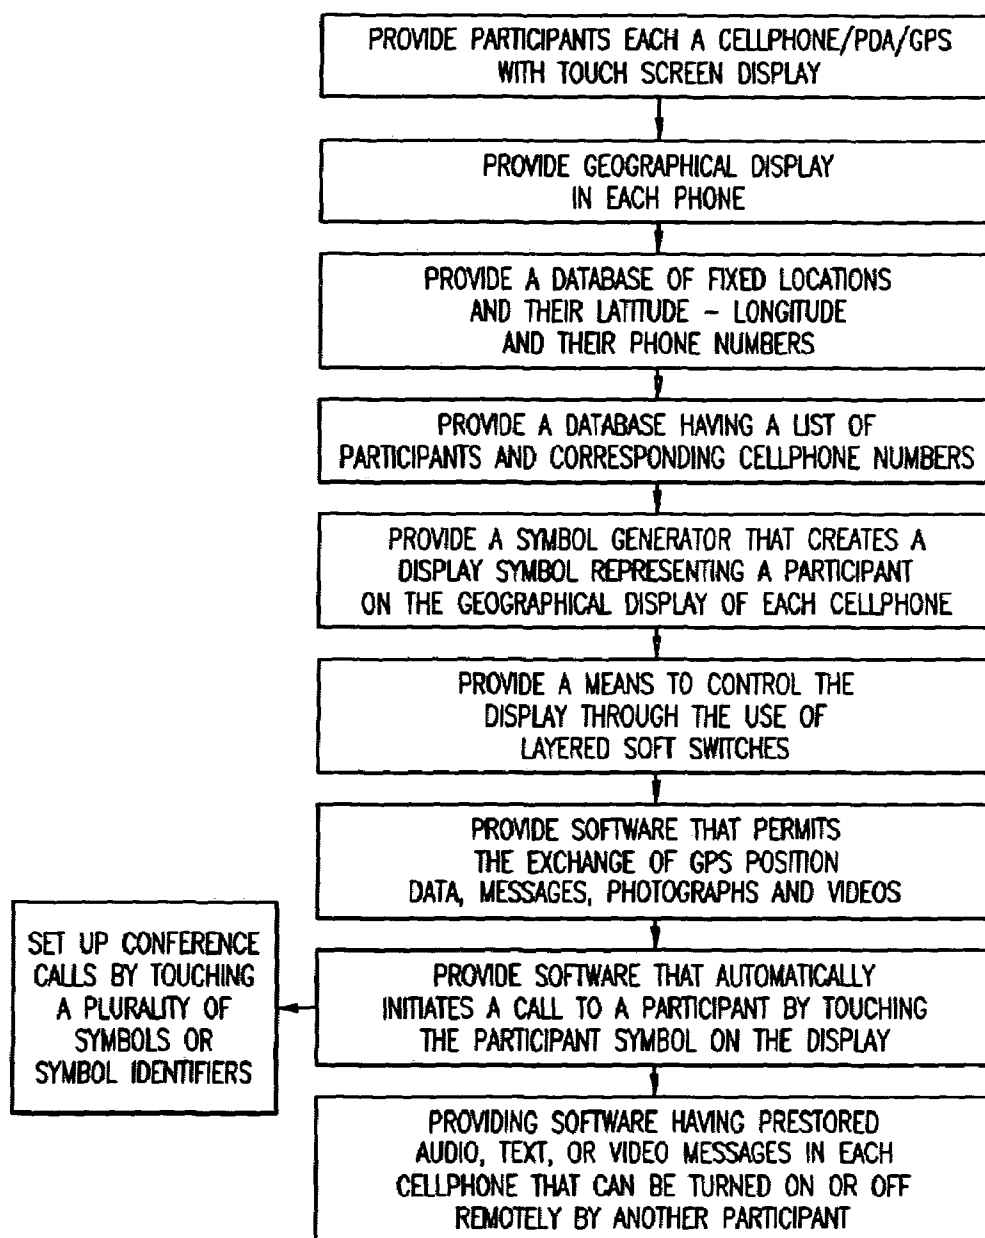 PROVIDE PARTICIPANTS EACH A CELLPHONE/PDA/GPS
WITH TOUCH SCREEN DISPLAY
PROVIDE GEOGRAPHICAL DISPLAY
IN EACH PHONE
PROVIDE A DATABASE OF FIXED LOCATIONS
AND THEIR LATITUDE – LONGITUDE
AND THEIR PHONE NUMBERS
PROVIDE A DATABASE HAVING A LIST OF
PARTICIPANTS AND CORRESPONDING CELLPHONE NUMBERS
PROVIDE A SYMBOL GENERATOR THAT CREATES A
DISPLAY SYMBOL REPRESENTING A PARTICIPANT
ON THE GEOGRAPHICAL DISPLAY OF EACH CELLPHONE
PROVIDE A MEANS TO CONTROL THE
DISPLAY THROUGH THE USE OF
LAYERED SOFT SWITCHES
PROVIDE SOFTWARE THAT PERMITS
THE EXCHANGE OF GPS POSITION
DATA, MESSAGES, PHOTOGRAPHS AND VIDEOS
PROVIDE SOFTWARE THAT AUTOMATICALLY
INITIATES A CALL TO A PARTICIPANT BY TOUCHING
THE PARTICIPANT SYMBOL ON THE DISPLAY
SET UP CONFERENCE
CALLS BY TOUCHING
A PLURALITY OF
SYMBOLS OR
SYMBOL IDENTIFIERS
PROVIDING SOFTWARE HAVING PRESTORED
AUDIO, TEXT, OR VIDEO MESSAGES IN EACH
CELLPHONE THAT CAN BE TURNED ON OR OFF
REMOTELY BY ANOTHER PARTICIPANT